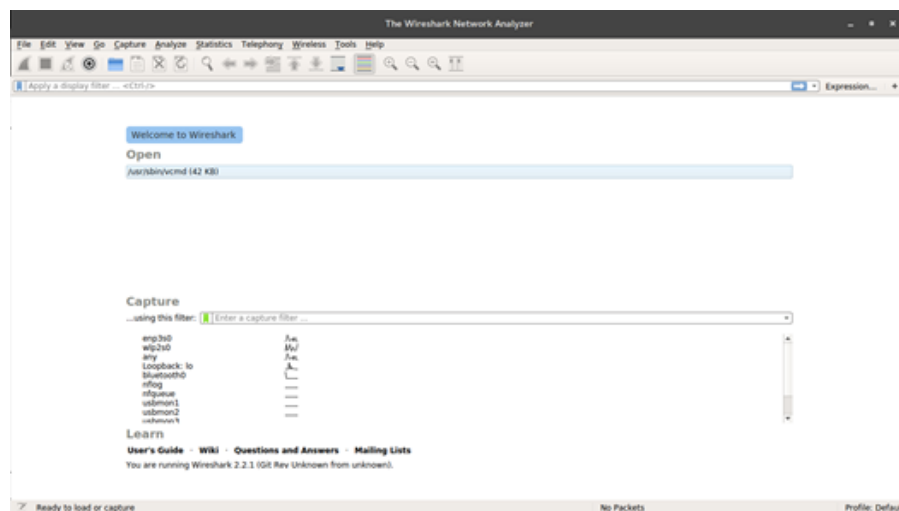 The Wireshark Network Analyzer
File Edit View Go Capture Analyze Statistics Telephony Wireless Tools Help
Apply a display filter ... <Ctrl-/> Expression... +
Welcome to Wireshark
Open
/usr/sbin/vcmd (42 KB)
Capture
...using this filter: Enter a capture filter ...
enp3s0
wlp2s0
any
Loopback: lo
bluetooth0
nflog
nfqueue
usbmon1
usbmon2
usbmon3
Learn
User's Guide · Wiki · Questions and Answers · Mailing Lists
You are running Wireshark 2.2.1 (Git Rev Unknown from unknown).
Ready to load or capture No Packets Profile: Defau